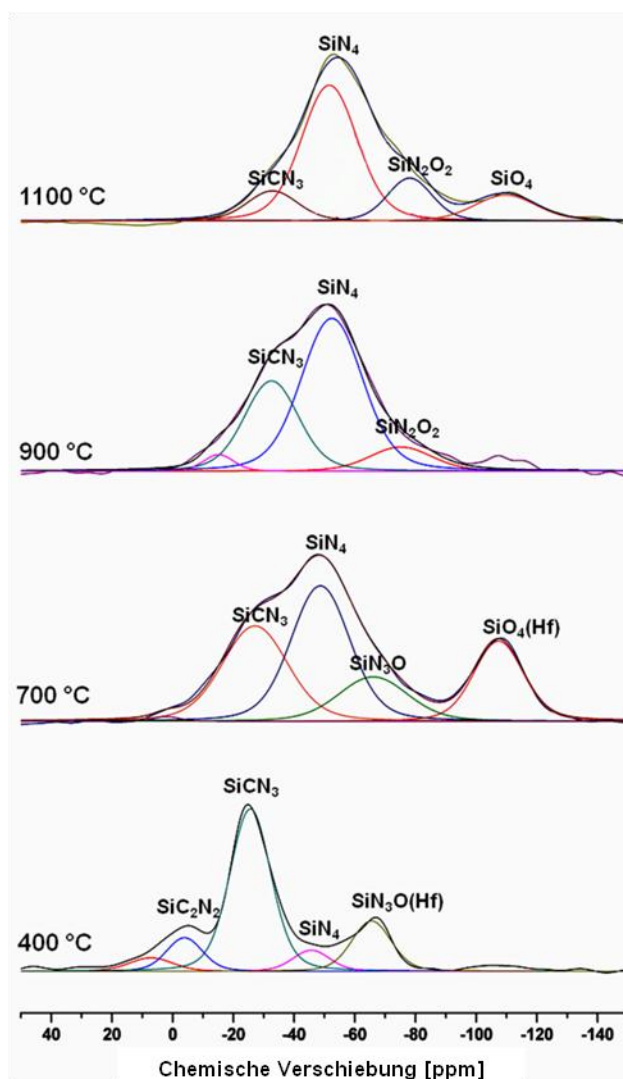 SiN₄
SiCN₃
SiN₂O₂
SiO₄
1100 °C
SiN₄
SiCN₃
SiN₂O₂
900 °C
SiN₄
SiCN₃
SiN₃O
SiO₄(Hf)
700 °C
SiCN₃
SiC₂N₂
SiN₄
SiN₃O(Hf)
400 °C
40 20 0 -20 -40 -60 -80 -100 -120 -140
Chemische Verschiebung [ppm]